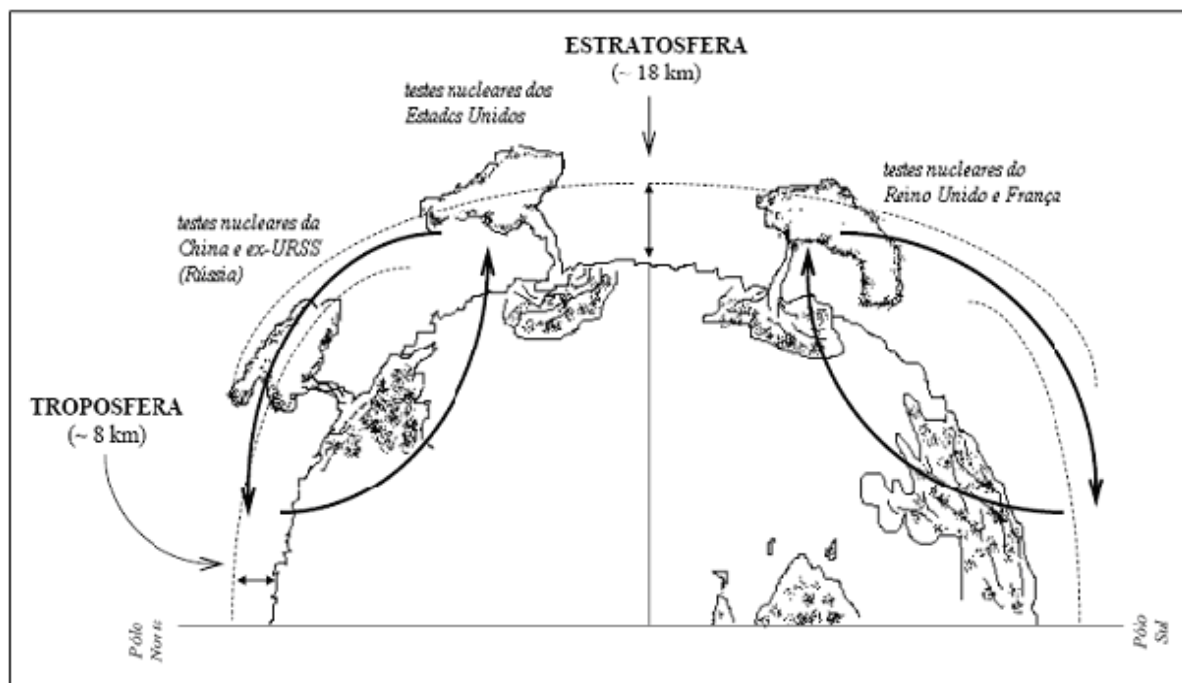 ESTRATOSFERA
(~ 18 km)
testes nucleares dos
Estadcs Unidos
testes nucleares do
Reino Unido e França
testes nucleares da
China e ex-URSS
(Rússia)
TROPOSFERA
(~ 8 km)
Pólo
Norte
Pólo
Sul